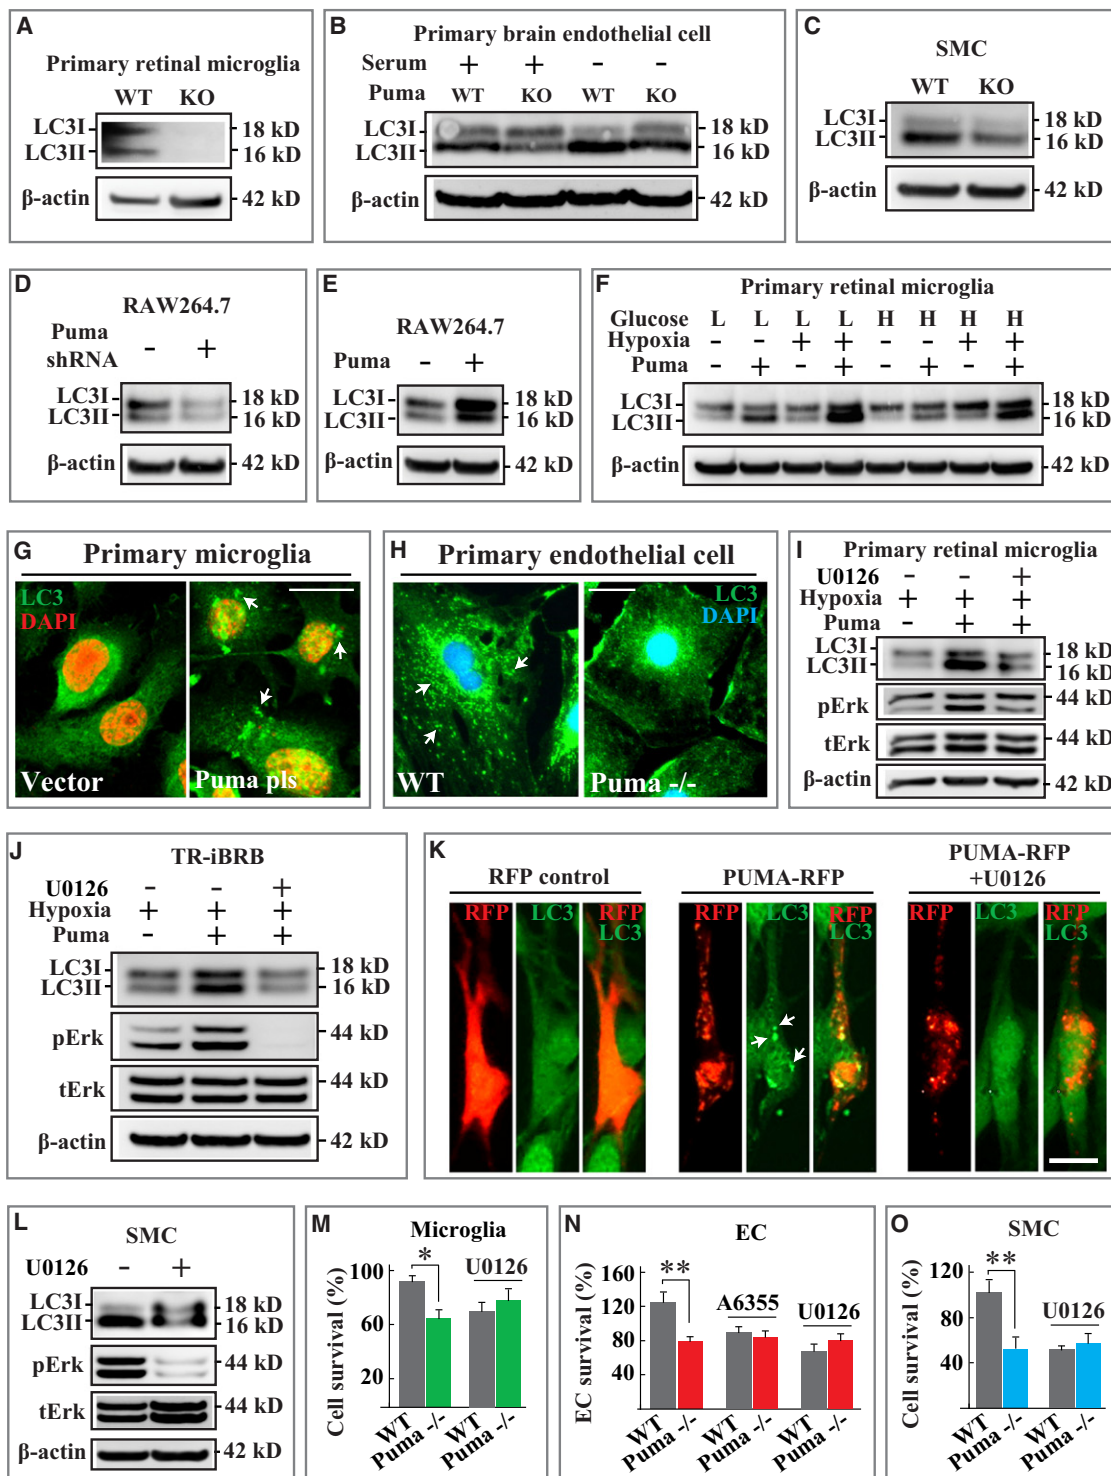 A
Primary retinal microglia
WT KO
LC3I 18 kD
LC3II 16 kD
β-actin 42 kD
B
Primary brain endothelial cell
Serum + + - -
Puma WT KO WT KO
LC3I 18 kD
LC3II 16 kD
β-actin 42 kD
C
SMC
WT KO
LC3I 18 kD
LC3II 16 kD
β-actin 42 kD
D
RAW264.7
Puma
shRNA - +
LC3I 18 kD
LC3II 16 kD
β-actin 42 kD
E
RAW264.7
Puma - +
LC3I 18 kD
LC3II 16 kD
β-actin 42 kD
F
Primary retinal microglia
Glucose L L L L H H H H
Hypoxia - - + + - - + +
Puma - + - + - + - +
LC3I 18 kD
LC3II 16 kD
β-actin 42 kD
G
Primary microglia
LC3
DAPI
Vector
Puma pls
H
Primary endothelial cell
LC3
DAPI
WT
Puma -/-
I
Primary retinal microglia
U0126 - - +
Hypoxia + + +
Puma - + +
LC3I 18 kD
LC3II 16 kD
pErk 44 kD
tErk 44 kD
β-actin 42 kD
J
TR-iBRB
U0126 - - +
Hypoxia + + +
Puma - + +
LC3I 18 kD
LC3II 16 kD
pErk 44 kD
tErk 44 kD
β-actin 42 kD
K
RFP control
RFP LC3 RFP
LC3
PUMA-RFP
RFP LC3 RFP
LC3
PUMA-RFP
+U0126
RFP LC3 RFP
LC3
L
SMC
U0126 - +
LC3I 18 kD
LC3II 16 kD
pErk 44 kD
tErk 44 kD
β-actin 42 kD
M
Microglia
Cell survival (%)
100
60
20
*
U0126
WT Puma -/- WT Puma -/-
N
EC
EC survival (%)
160
120
80
40
**
A6355
U0126
WT Puma -/- WT Puma -/- WT Puma -/-
O
SMC
Cell survival (%)
120
80
40
**
U0126
WT Puma -/- WT Puma -/-